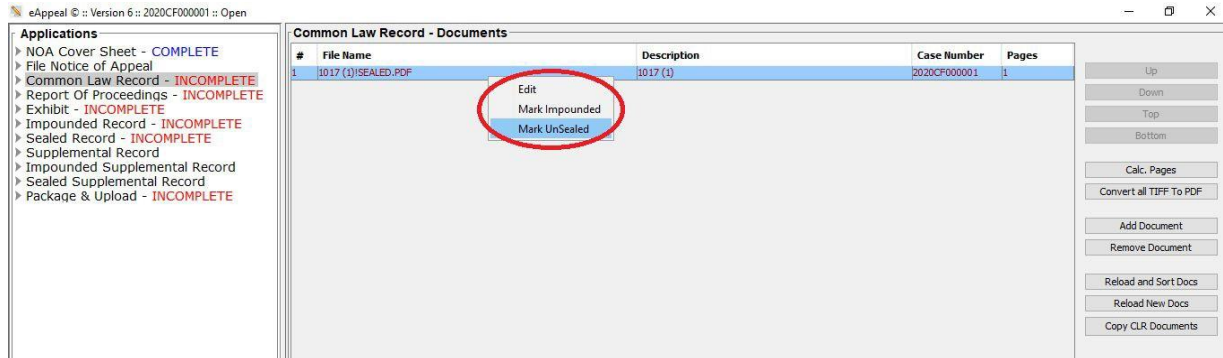 eAppeal © :: Version 6 :: 2020CF000001 :: Open
Applications
NOA Cover Sheet - COMPLETE
File Notice of Appeal
Common Law Record - INCOMPLETE
Report Of Proceedings - INCOMPLETE
Exhibit - INCOMPLETE
Impounded Record - INCOMPLETE
Sealed Record - INCOMPLETE
Supplemental Record
Impounded Supplemental Record
Sealed Supplemental Record
Package & Upload - INCOMPLETE
Common Law Record - Documents
# File Name Description Case Number Pages
1 1017 (1)!SEALED.PDF 1017 (1) 2020CF000001 1
Edit
Mark Impounded
Mark UnSealed
Up
Down
Top
Bottom
Calc. Pages
Convert all TIFF To PDF
Add Document
Remove Document
Reload and Sort Docs
Reload New Docs
Copy CLR Documents